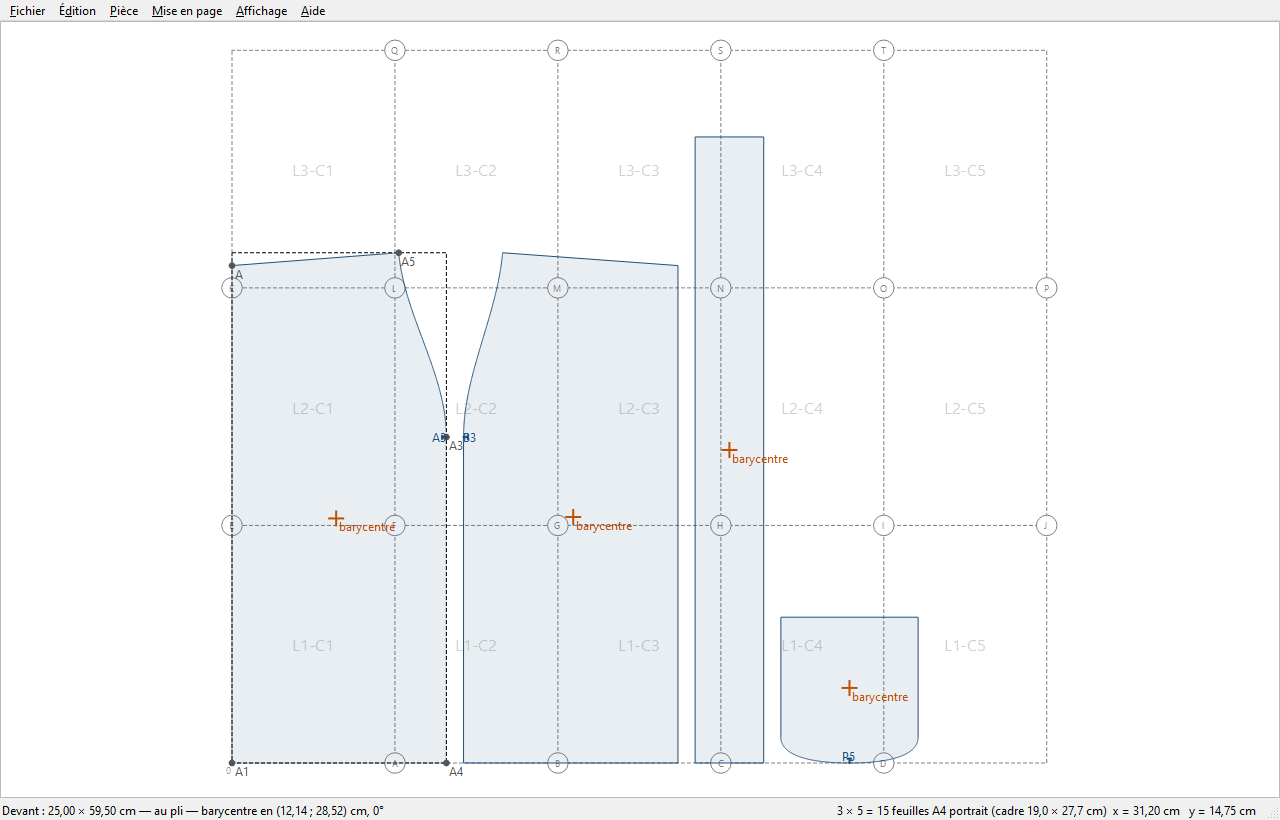 Fichier Édition Pièce Mise en page Affichage Aide
Q R S T
L3-C1 L3-C2 L3-C3 L3-C4 L3-C5
A5
A
L M N O P
L2-C1 L2-C2 L2-C3 L2-C4 L2-C5
A3
A3
barycentre
barycentre barycentre
G H I J
L1-C1 L1-C2 L1-C3 L1-C4 L1-C5
barycentre
A B C D
0 A1 A4
Devant : 25,00 × 59,50 cm — au pli — barycentre en (12,14 ; 28,52) cm, 0° 3 × 5 = 15 feuilles A4 portrait (cadre 19,0 × 27,7 cm) x = 31,20 cm y = 14,75 cm